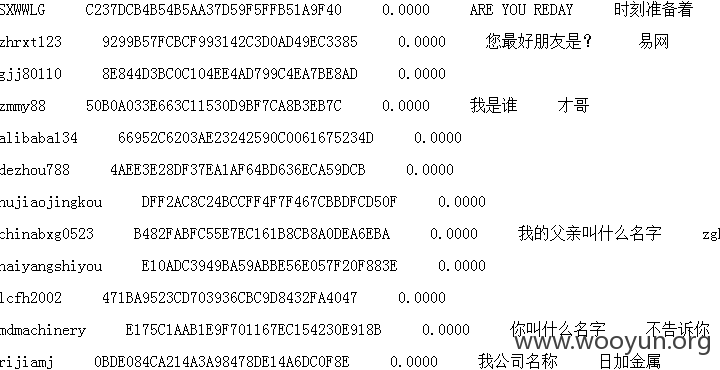 SXWWLG C237DCB4B54B5AA37D59F5FFB51A9F40 0.0000 ARE YOU REDAY 时刻准备着
zhrxt123 9299B57FCBCF993142C3D0AD49EC3385 0.0000 您最好朋友是？ 易网
gjj80110 8E844D3BC0C104EE4AD799C4EA7BE8AD 0.0000
zmmy88 50B0A033E663C11530D9BF7CA8B3EB7C 0.0000 我是谁 才哥
alibaba134 66952C6203AE23242590C0061675234D 0.0000
dezhou788 4AEE3E28DF37EA1AF64BD636ECA59DCB 0.0000
hujiaojingkou DFF2AC8C24BCCFF4F7F467CBBDFCD50F 0.0000
chinabxg0523 B482FABFC55E7EC161B8CB8A0DEA6EBA 0.0000 我的父亲叫什么名字
haiyangshiyou E10ADC3949BA59ABBE56E057F20F883E 0.0000
lcfh2002 471BA9523CD703936CBC9D8432FA4047 0.0000
mdmachinery E175C1AAB1E9F701167EC154230E918B 0.0000 你叫什么名字 不告诉你
www.wooyun.org
rijiamj 0BDE084CA214A3A98478DE14A6DC0F8E 0.0000 我公司名称 日加金属